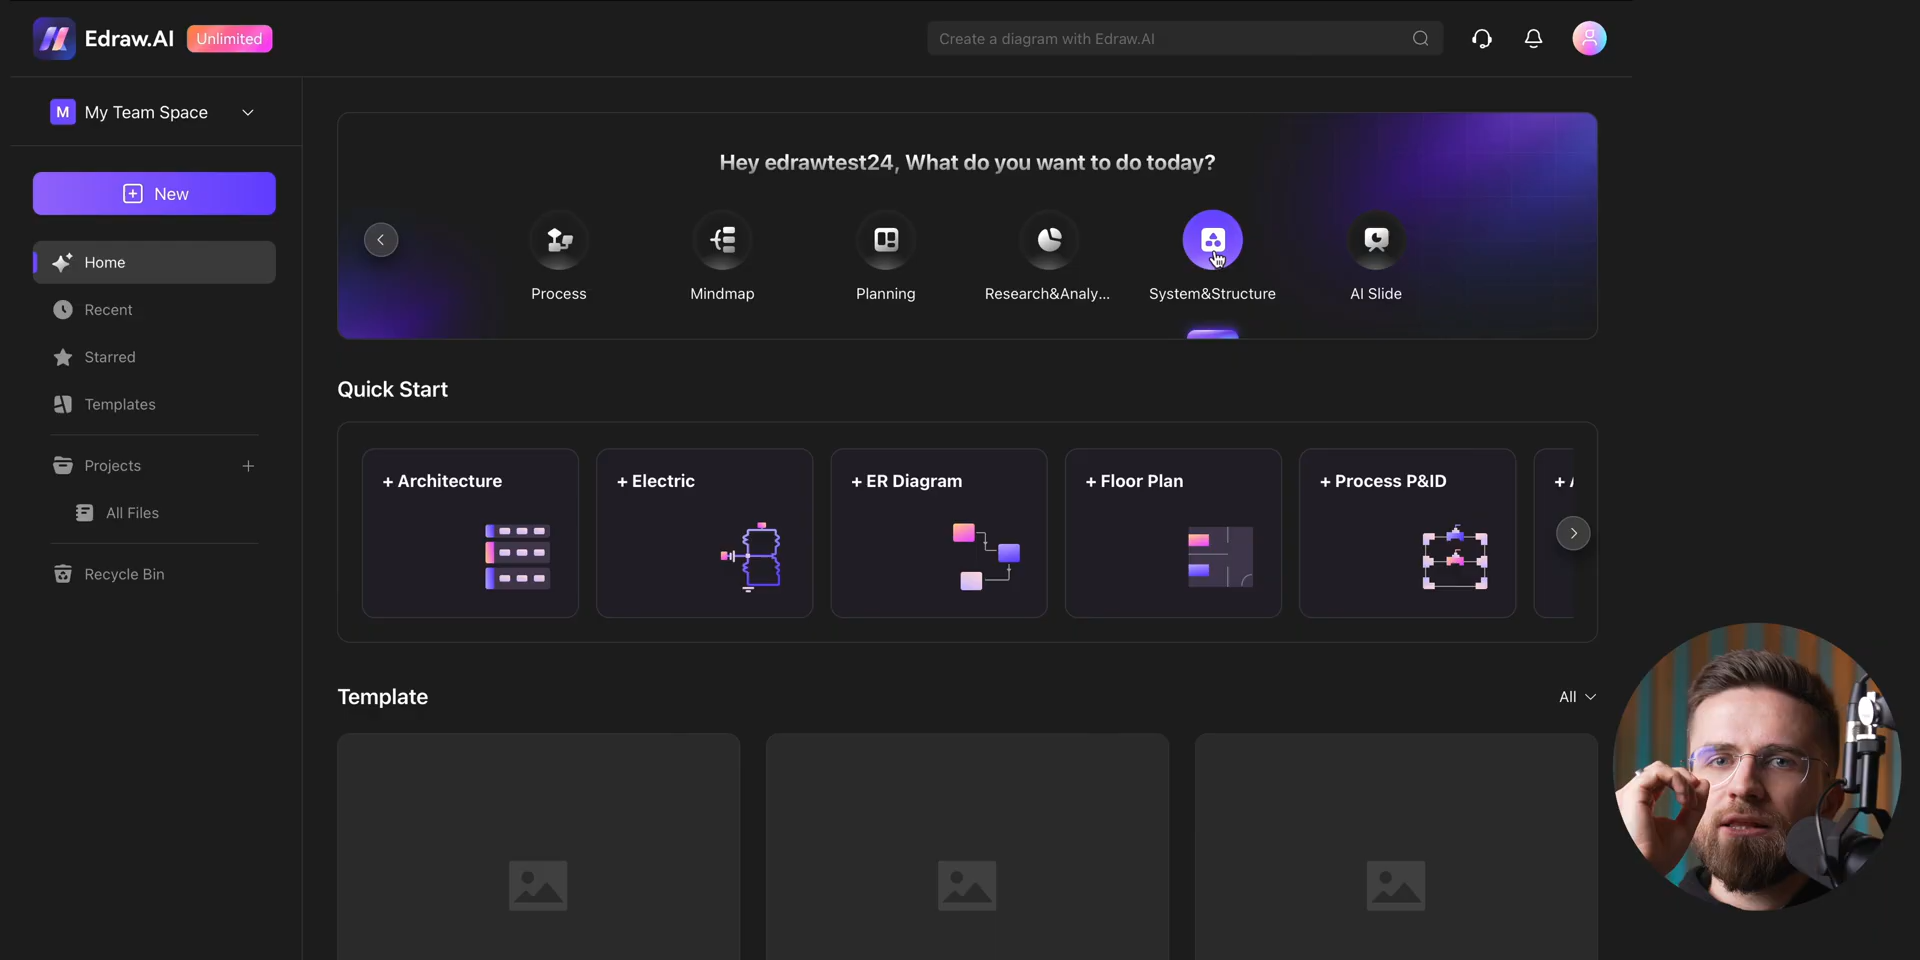 Edraw.AI Unlimited
Create a diagram with Edraw.AI
M My Team Space
New
Home
Recent
Starred
Templates
Projects
All Files
Recycle Bin
Hey edrawtest24, What do you want to do today?
Process
Mindmap
Planning
Research&Analy...
System&Structure
AI Slide
Quick Start
+ Architecture
+ Electric
+ ER Diagram
+ Floor Plan
+ Process P&ID
Template
All